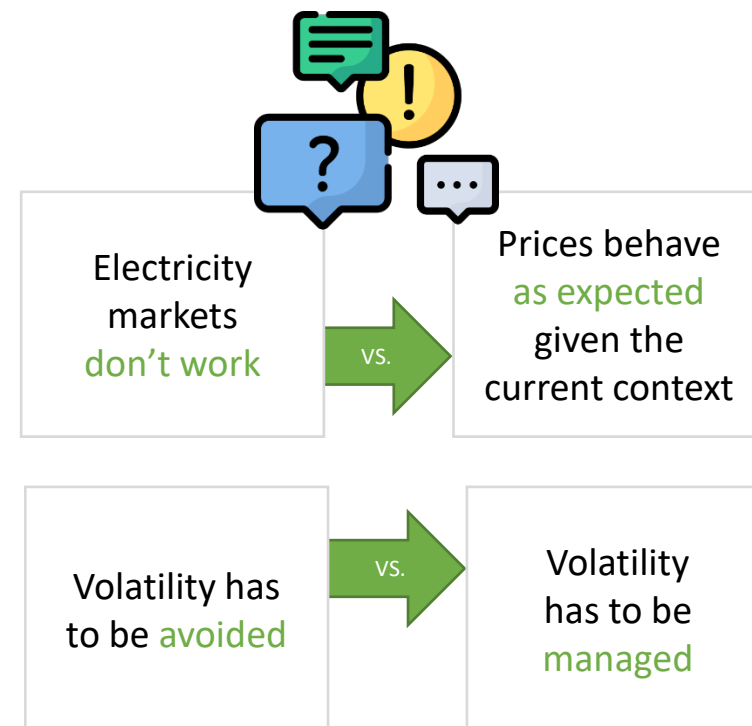 ?
!
...
Electricity
markets
don’t work
VS.
Prices behave
as expected
given the
current context
Volatility has
to be avoided
VS.
Volatility
has to be
managed